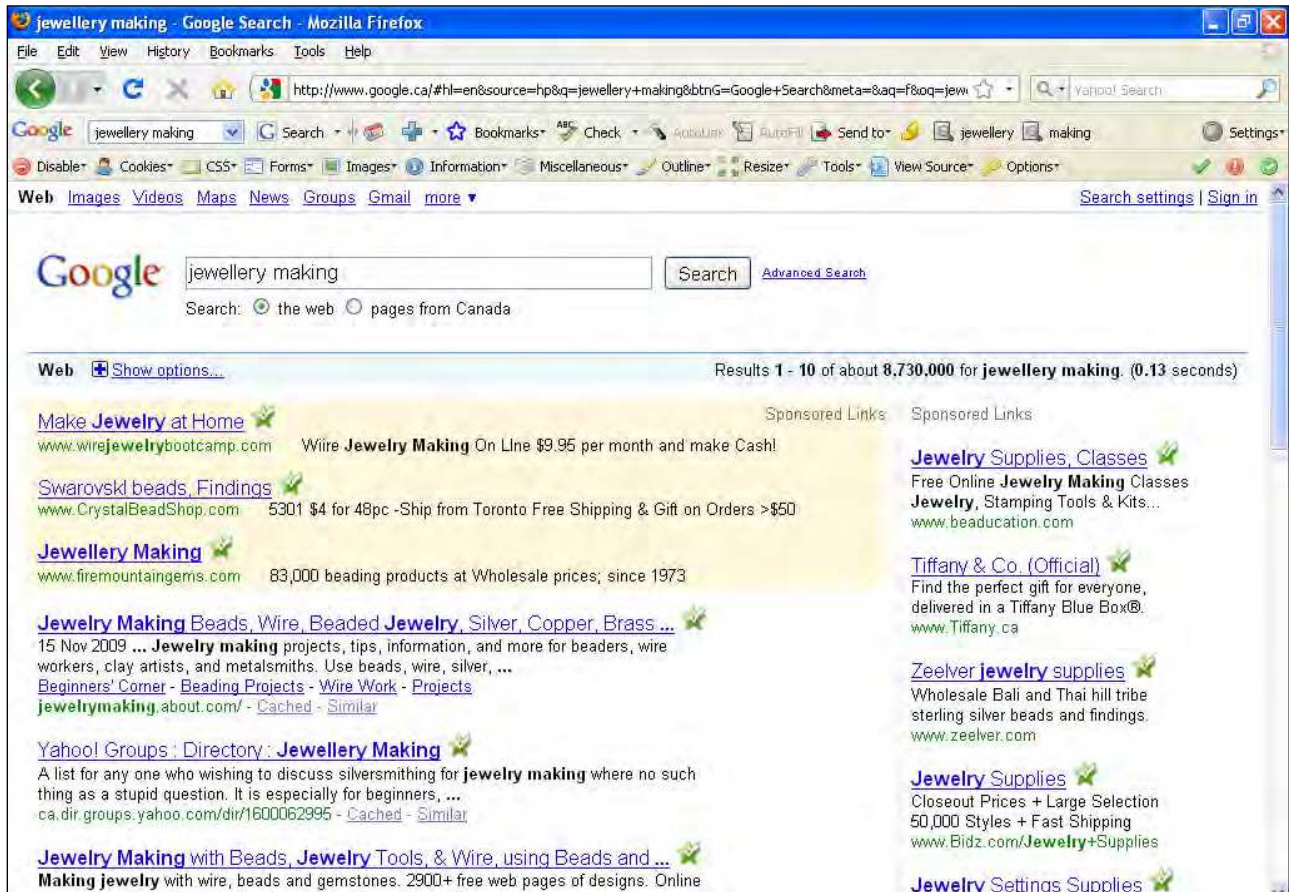 jewellery making - Google Search - Mozilla Firefox
File Edit View History Bookmarks Tools Help
http://www.google.ca/#hl=en&source=hp&q=jewellery+making&btnG=Google+Search&meta=&aq=f&oq=jewe
Yahoo! Search
Google jewellery making Search Bookmarks ABC Check AutoLink AutoFill Send to jewellery making Settings
Disable Cookies CSS Forms Images Information Miscellaneous Outline Resize Tools View Source Options
Web Images Videos Maps News Groups Gmail more Search settings | Sign in
Google jewellery making Search Advanced Search
Search: the web pages from Canada
Web Show options... Results 1 - 10 of about 8,730,000 for jewellery making. (0.13 seconds)
Sponsored Links
Make Jewelry at Home
www.wirejewelrybootcamp.com Wiire Jewelry Making On LIne $9.95 per month and make Cash!
Swarovskl beads, Findings
www.CrystalBeadShop.com 5301 $4 for 48pc -Ship from Toronto Free Shipping & Gift on Orders >$50
Jewellery Making
www.firemountaingems.com 83,000 beading products at Wholesale prices; since 1973
Jewelry Making Beads, Wire, Beaded Jewelry, Silver, Copper, Brass ...
15 Nov 2009 ... Jewelry making projects, tips, information, and more for beaders, wire
workers, clay artists, and metalsmiths. Use beads, wire, silver, ...
Beginners' Corner - Beading Projects - Wire Work - Projects
jewelrymaking.about.com/ - Cached - Similar
Yahoo! Groups : Directory : Jewellery Making
A list for any one who wishing to discuss silversmithing for jewelry making where no such
thing as a stupid question. It is especially for beginners, ...
ca.dir.groups.yahoo.com/dir/1600062995 - Cached - Similar
Jewelry Making with Beads, Jewelry Tools, & Wire, using Beads and ...
Making jewelry with wire, beads and gemstones. 2900+ free web pages of designs. Online
Sponsored Links
Jewelry Supplies, Classes
Free Online Jewelry Making Classes
Jewelry, Stamping Tools & Kits...
www.beaducation.com
Tiffany & Co. (Official)
Find the perfect gift for everyone,
delivered in a Tiffany Blue Box®.
www.Tiffany.ca
Zeelver jewelry supplies
Wholesale Bali and Thai hill tribe
sterling silver beads and findings.
www.zeelver.com
Jewelry Supplies
Closeout Prices + Large Selection
50,000 Styles + Fast Shipping
www.Bidz.com/Jewelry+Supplies
Jewelry Settings Supplies